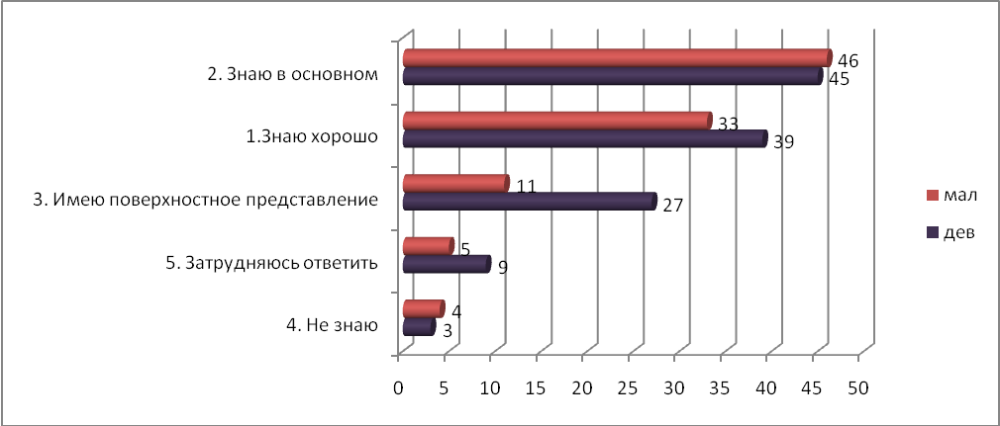 2. Знаю в основном
46
45
1.Знаю хорошо
33
39
3. Имею поверхностное представление
11
27
5. Затрудняюсь ответить
5
9
4. Не знаю
4
3
0 5 10 15 20 25 30 35 40 45 50
мал
дев